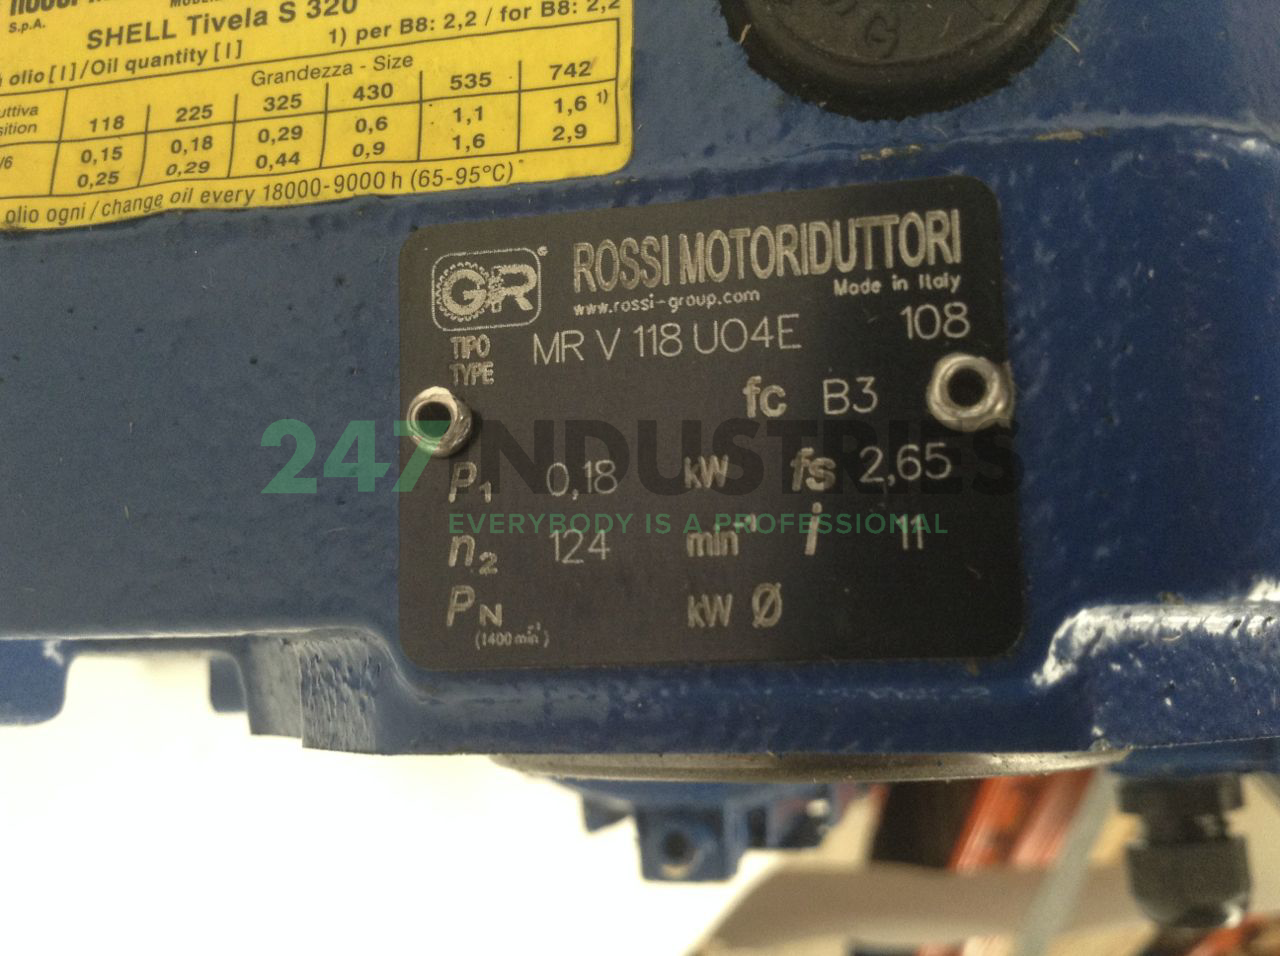 S.p.A.
SHELL Tivela S 320
olio [l] / Oil quantity [l]
1) per B8: 2,2 / for B8: 2,2
Grandezza - Size
118 225 325 430 535 742
0,15 0,18 0,29 0,6 1,1 1,6 1)
/6
0,25 0,29 0,44 0,9 1,6 2,9
olio ogni / change oil every 18000-9000 h (65-95°C)
GR ROSSI MOTORIDUTTORI
www.rossi-group.com Made in Italy
TIPO
TYPE MR V 118 UO4E 108
fc B3
247 INDUSTRIES
P1 0,18 kW fs 2,65
EVERYBODY IS A PROFESSIONAL
n2 124 min-1 i 11
PN kW Ø
(1400 min-1)